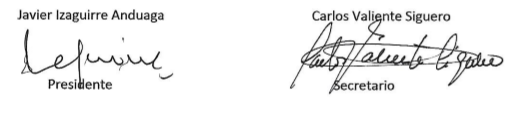 Javier Izaguirre Anduaga Carlos Valiente Siguero
Presidente Secretario